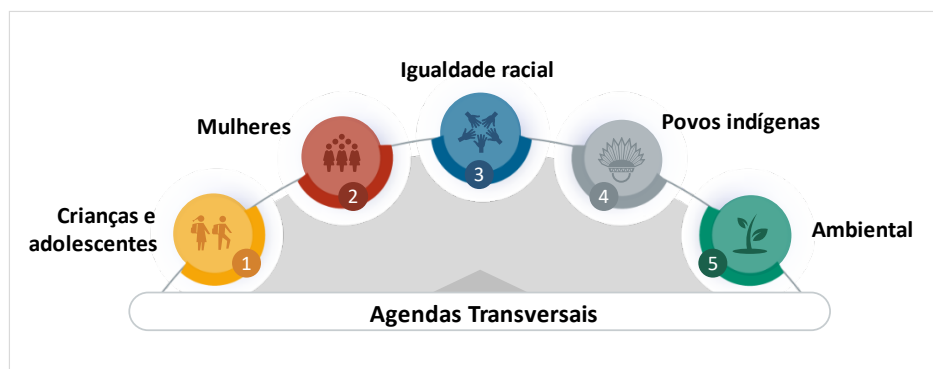 Igualdade racial
Mulheres
Povos indígenas
Crianças e
adolescentes
Ambiental
1
2
3
4
5
Agendas Transversais